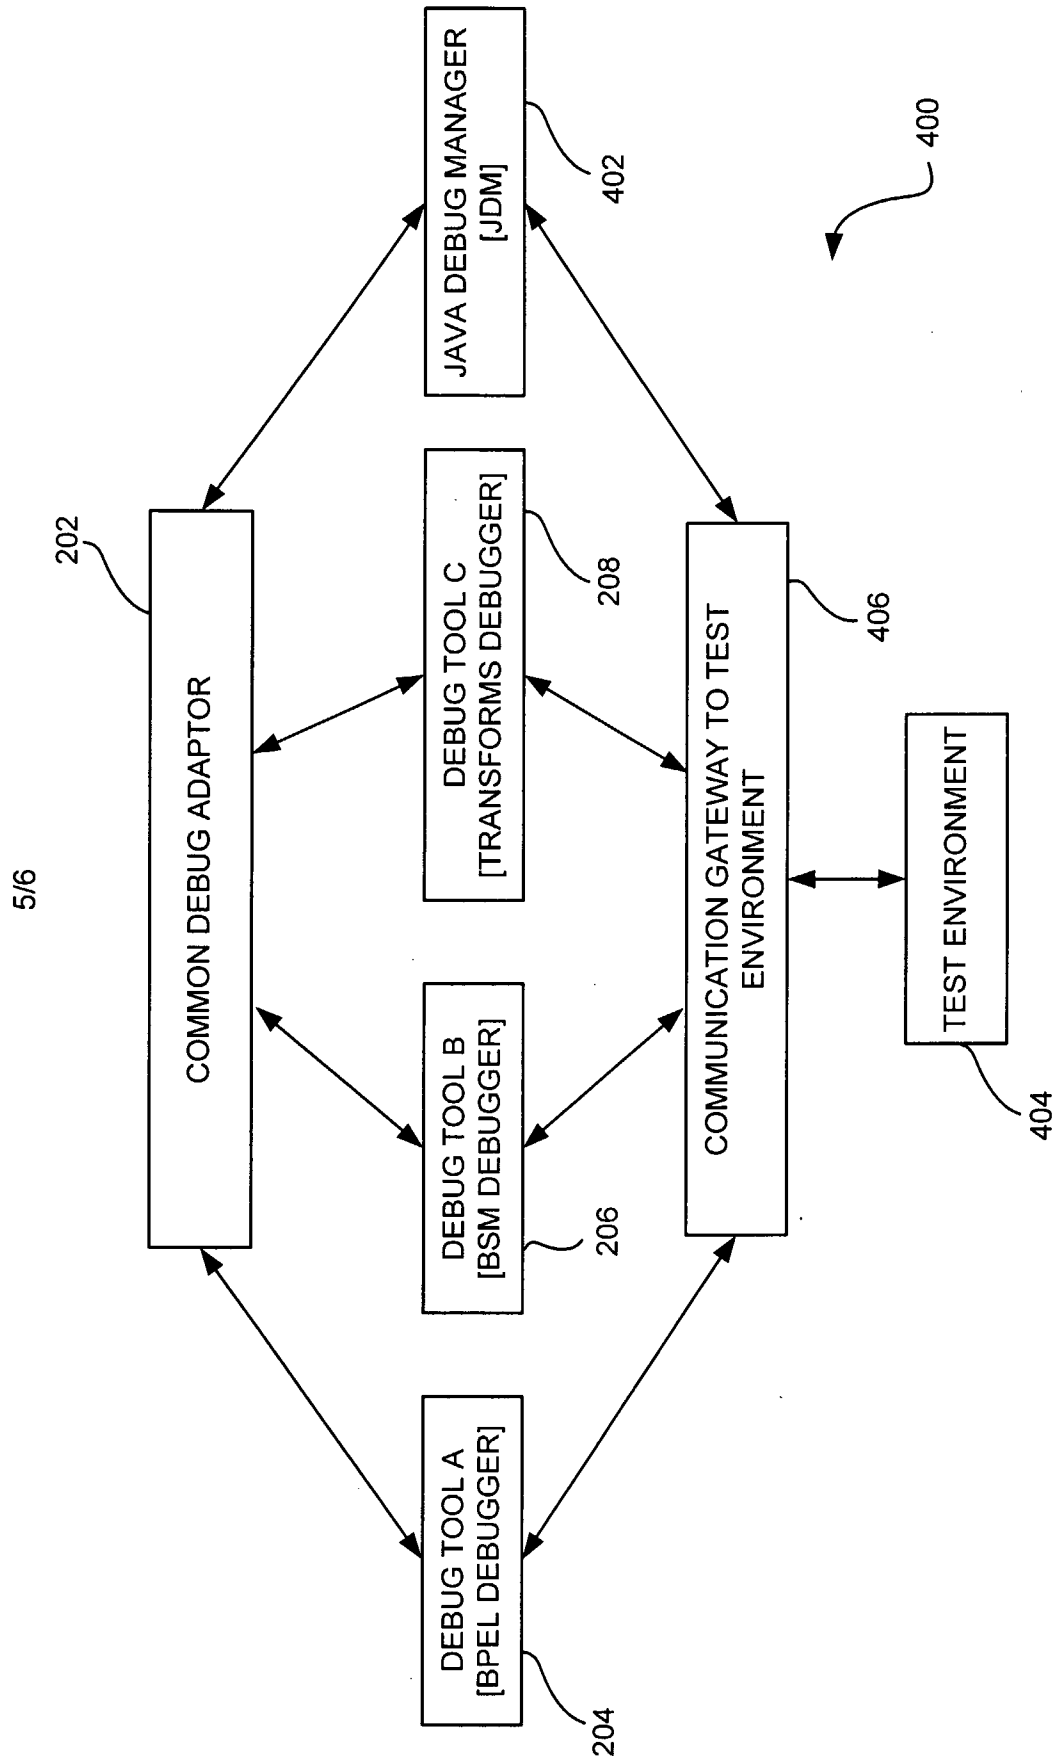 5/6
202
COMMON DEBUG ADAPTOR
DEBUG TOOL A
[BPEL DEBUGGER]
204
DEBUG TOOL B
[BSM DEBUGGER]
206
DEBUG TOOL C
[TRANSFORMS DEBUGGER]
208
JAVA DEBUG MANAGER
[JDM]
402
COMMUNICATION GATEWAY TO TEST
ENVIRONMENT
406
TEST ENVIRONMENT
404
400